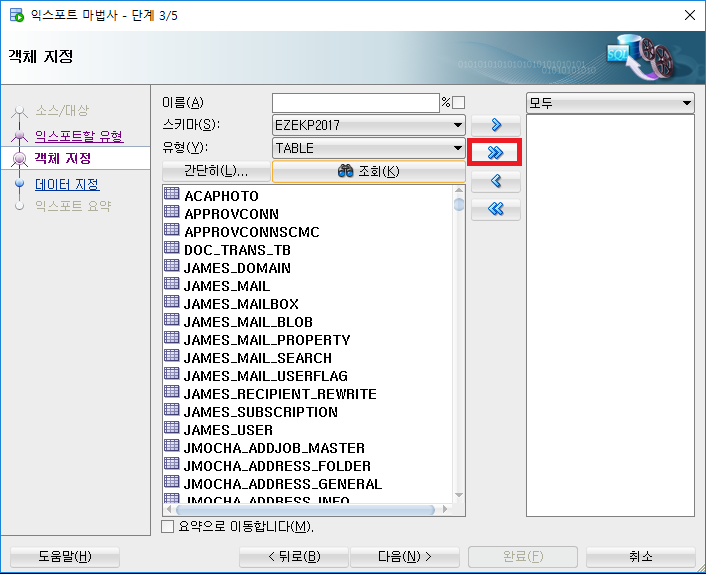 익스포트 마법사 - 단계 3/5
객체 지정
소스/대상
익스포트할 유형
객체 지정
데이터 지정
익스포트 요약
이름(A)
%
스키마(S):
EZEKP2017
유형(Y):
TABLE
간단히(L)...
조회(K)
ACAPHOTO
APPROVCONN
APPROVCONNSCMC
DOC_TRANS_TB
JAMES_DOMAIN
JAMES_MAIL
JAMES_MAILBOX
JAMES_MAIL_BLOB
JAMES_MAIL_PROPERTY
JAMES_MAIL_SEARCH
JAMES_MAIL_USERFLAG
JAMES_RECIPIENT_REWRITE
JAMES_SUBSCRIPTION
JAMES_USER
JMOCHA_ADDJOB_MASTER
JMOCHA_ADDRESS_FOLDER
JMOCHA_ADDRESS_GENERAL
JMOCHA_ADDRESS_INFO
모두
요약으로 이동합니다(M).
도움말(H)
< 뒤로(B)
다음(N) >
완료(F)
취소
SQL